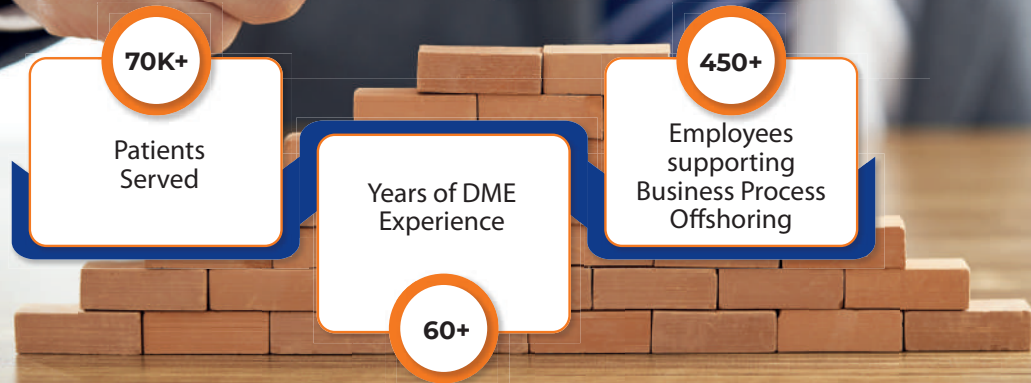 70K+
Patients
Served
Years of DME
Experience
60+
450+
Employees
supporting
Business Process
Offshoring